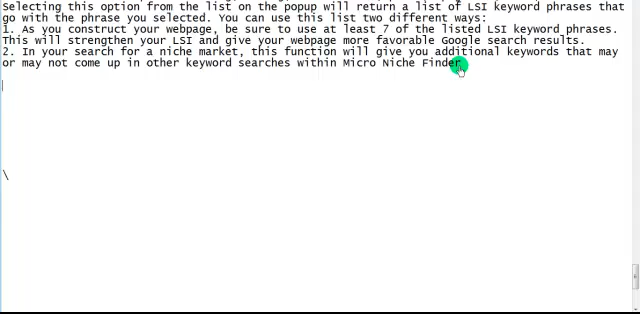 Selecting this option from the list on the popup will return a list of LSI keyword phrases that
go with the phrase you selected. You can use this list two different ways:
1. As you construct your webpage, be sure to use at least 7 of the listed LSI keyword phrases.
This will strengthen your LSI and give your webpage more favorable Google search results.
2. In your search for a niche market, this function will give you additional keywords that may
or may not come up in other keyword searches within Micro Niche Finder
\